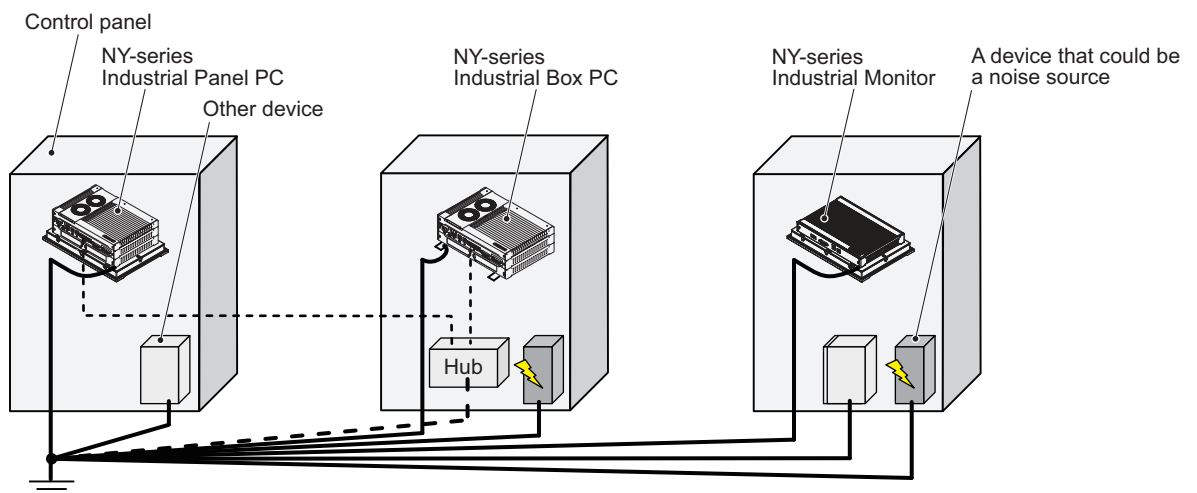 Control panel
NY-series
Industrial Panel PC
Other device
NY-series
Industrial Box PC
NY-series
Industrial Monitor
A device that could be
a noise source
Hub